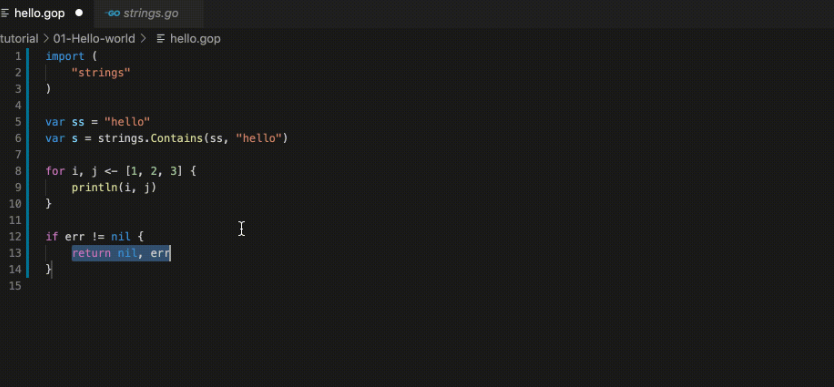 hello.gop
GO strings.go
tutorial > 01-Hello-world > hello.gop
1 import (
2 "strings"
3 )
4
5 var ss = "hello"
6 var s = strings.Contains(ss, "hello")
7
8 for i, j <- [1, 2, 3] {
9 println(i, j)
10 }
11
12 if err != nil {
13 return nil, err
14 }
15